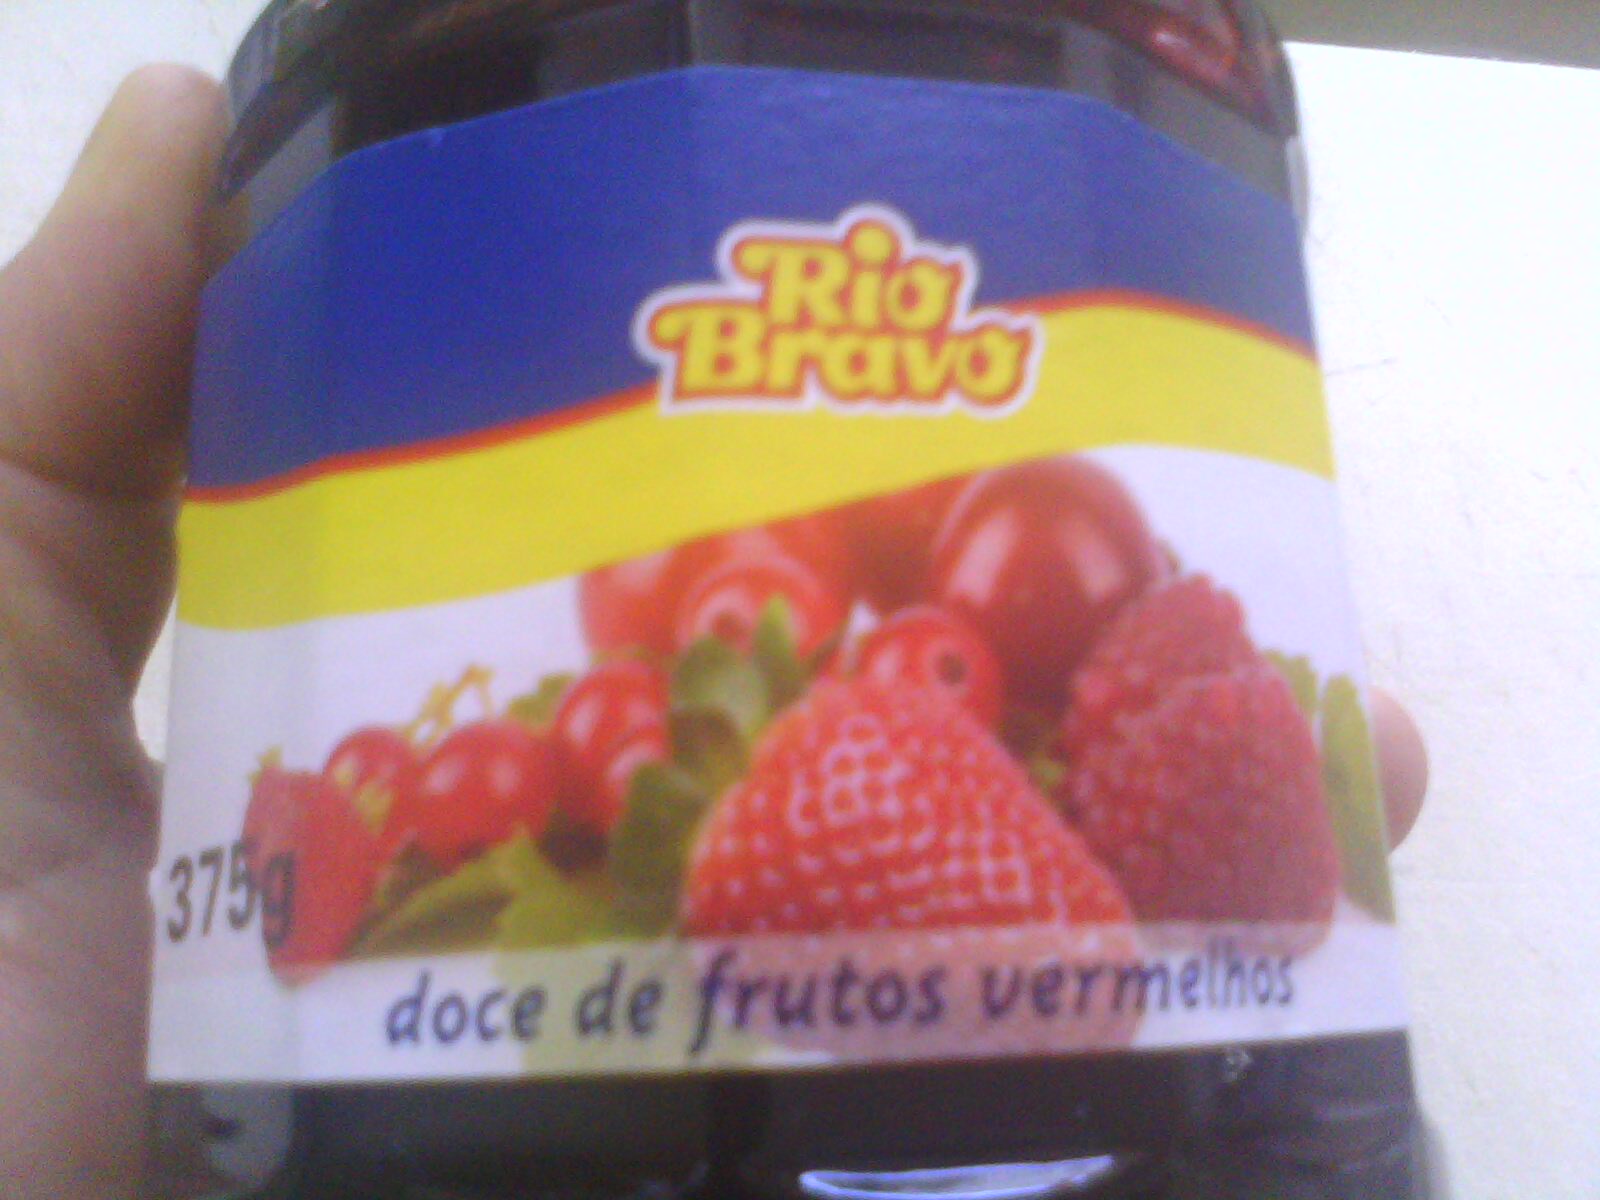 Rio
Bravo
375g
doce de frutos vermelhos